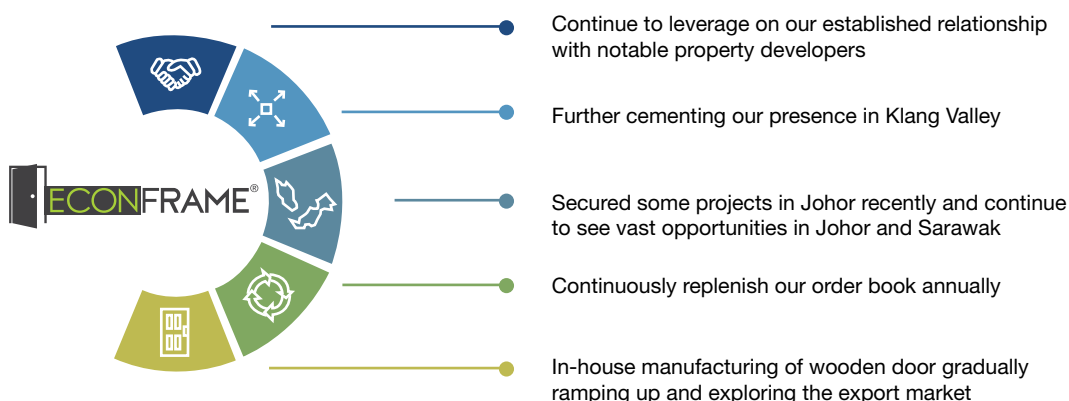 Continue to leverage on our established relationship
with notable property developers
Further cementing our presence in Klang Valley
ECONFRAME®
Secured some projects in Johor recently and continue
to see vast opportunities in Johor and Sarawak
Continuously replenish our order book annually
In-house manufacturing of wooden door gradually
ramping up and exploring the export market